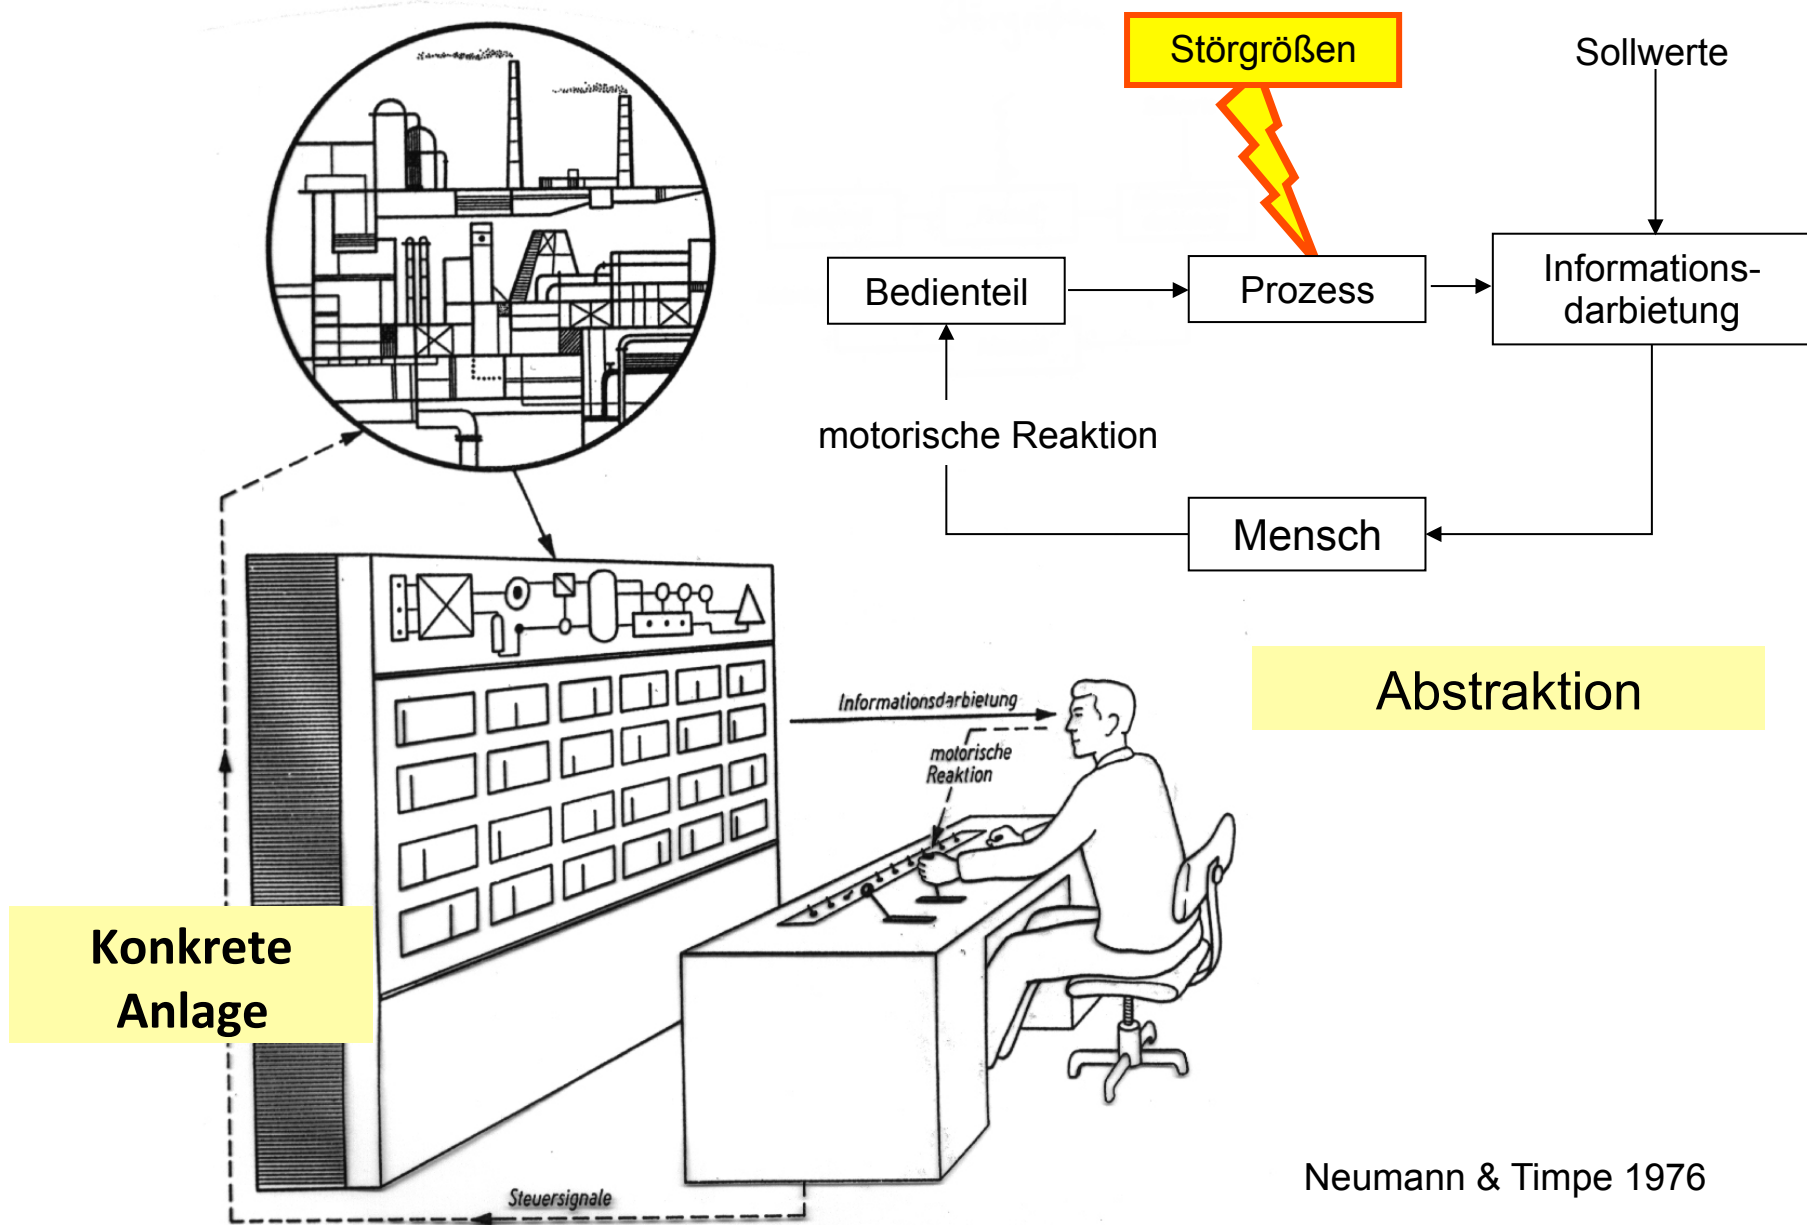 Störgrößen
Sollwerte
Bedienteil
Prozess
Informations-
darbietung
motorische Reaktion
Mensch
Abstraktion
Informationsdarbietung
motorische
Reaktion
Konkrete
Anlage
Steuersignale
Neumann & Timpe 1976